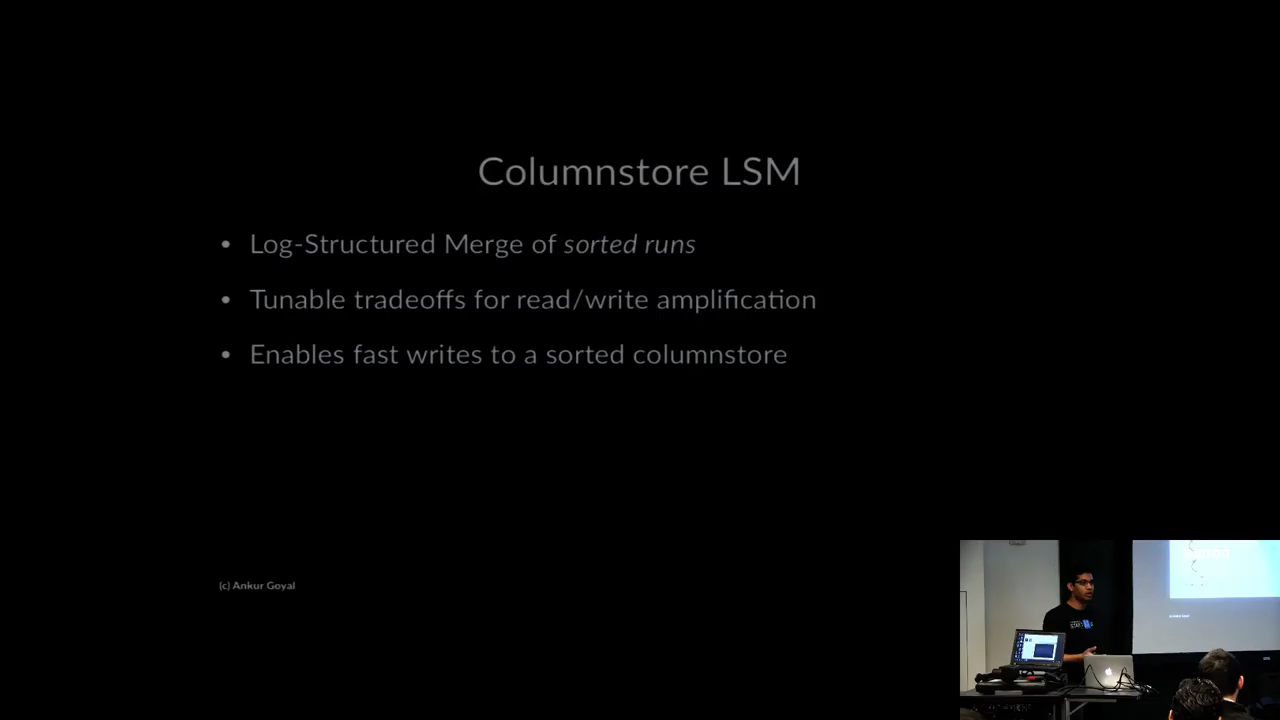 Columnstore LSM
• Log-Structured Merge of sorted runs
• Tunable tradeoffs for read/write amplification
• Enables fast writes to a sorted columnstore
(c) Ankur Goyal